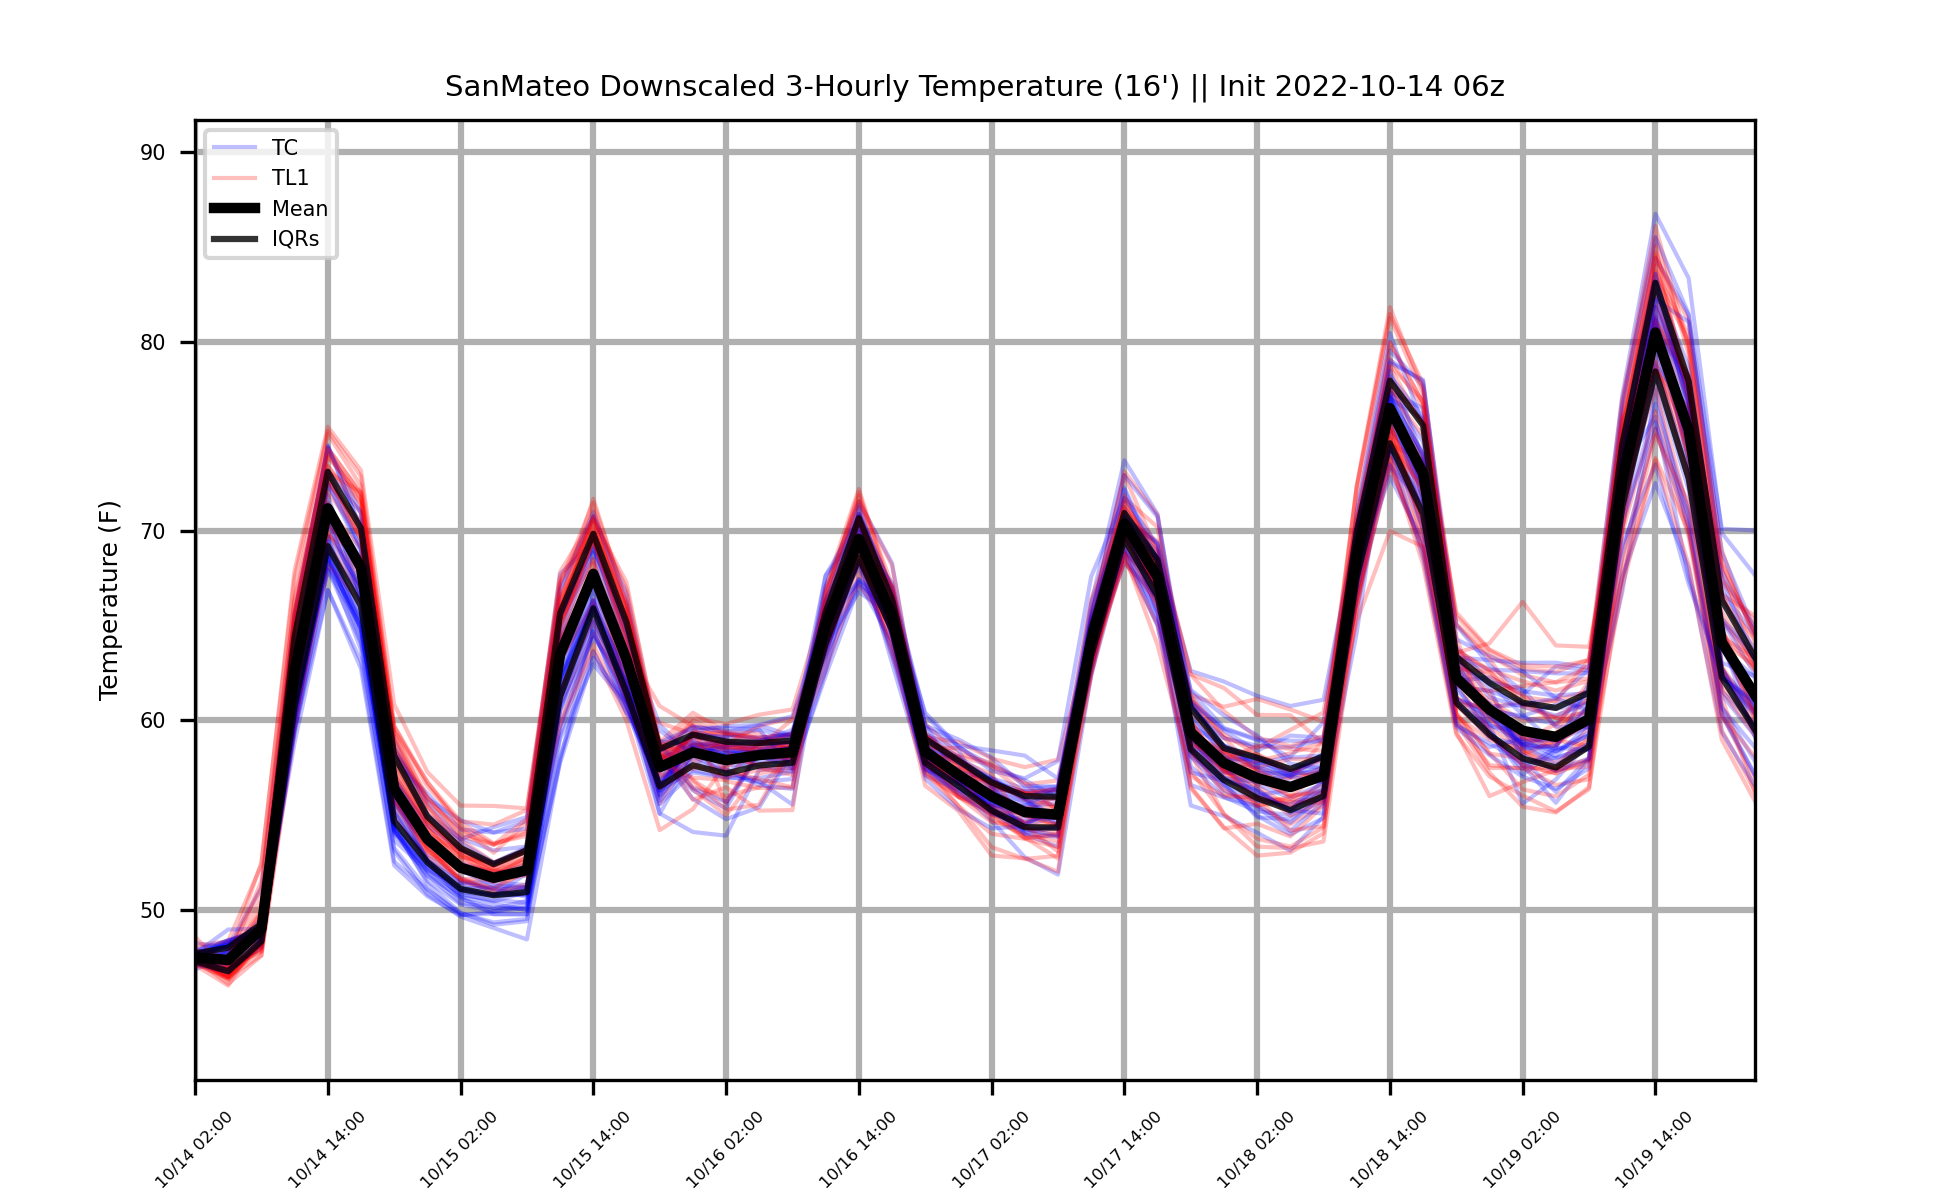 SanMateo Downscaled 3-Hourly Temperature (16') || Init 2022-10-14 06z
TC
TL1
Mean
IQRs
Temperature (F)
90
80
70
60
50
10/14 02:00
10/14 14:00
10/15 02:00
10/15 14:00
10/16 02:00
10/16 14:00
10/17 02:00
10/17 14:00
10/18 02:00
10/18 14:00
10/19 02:00
10/19 14:00